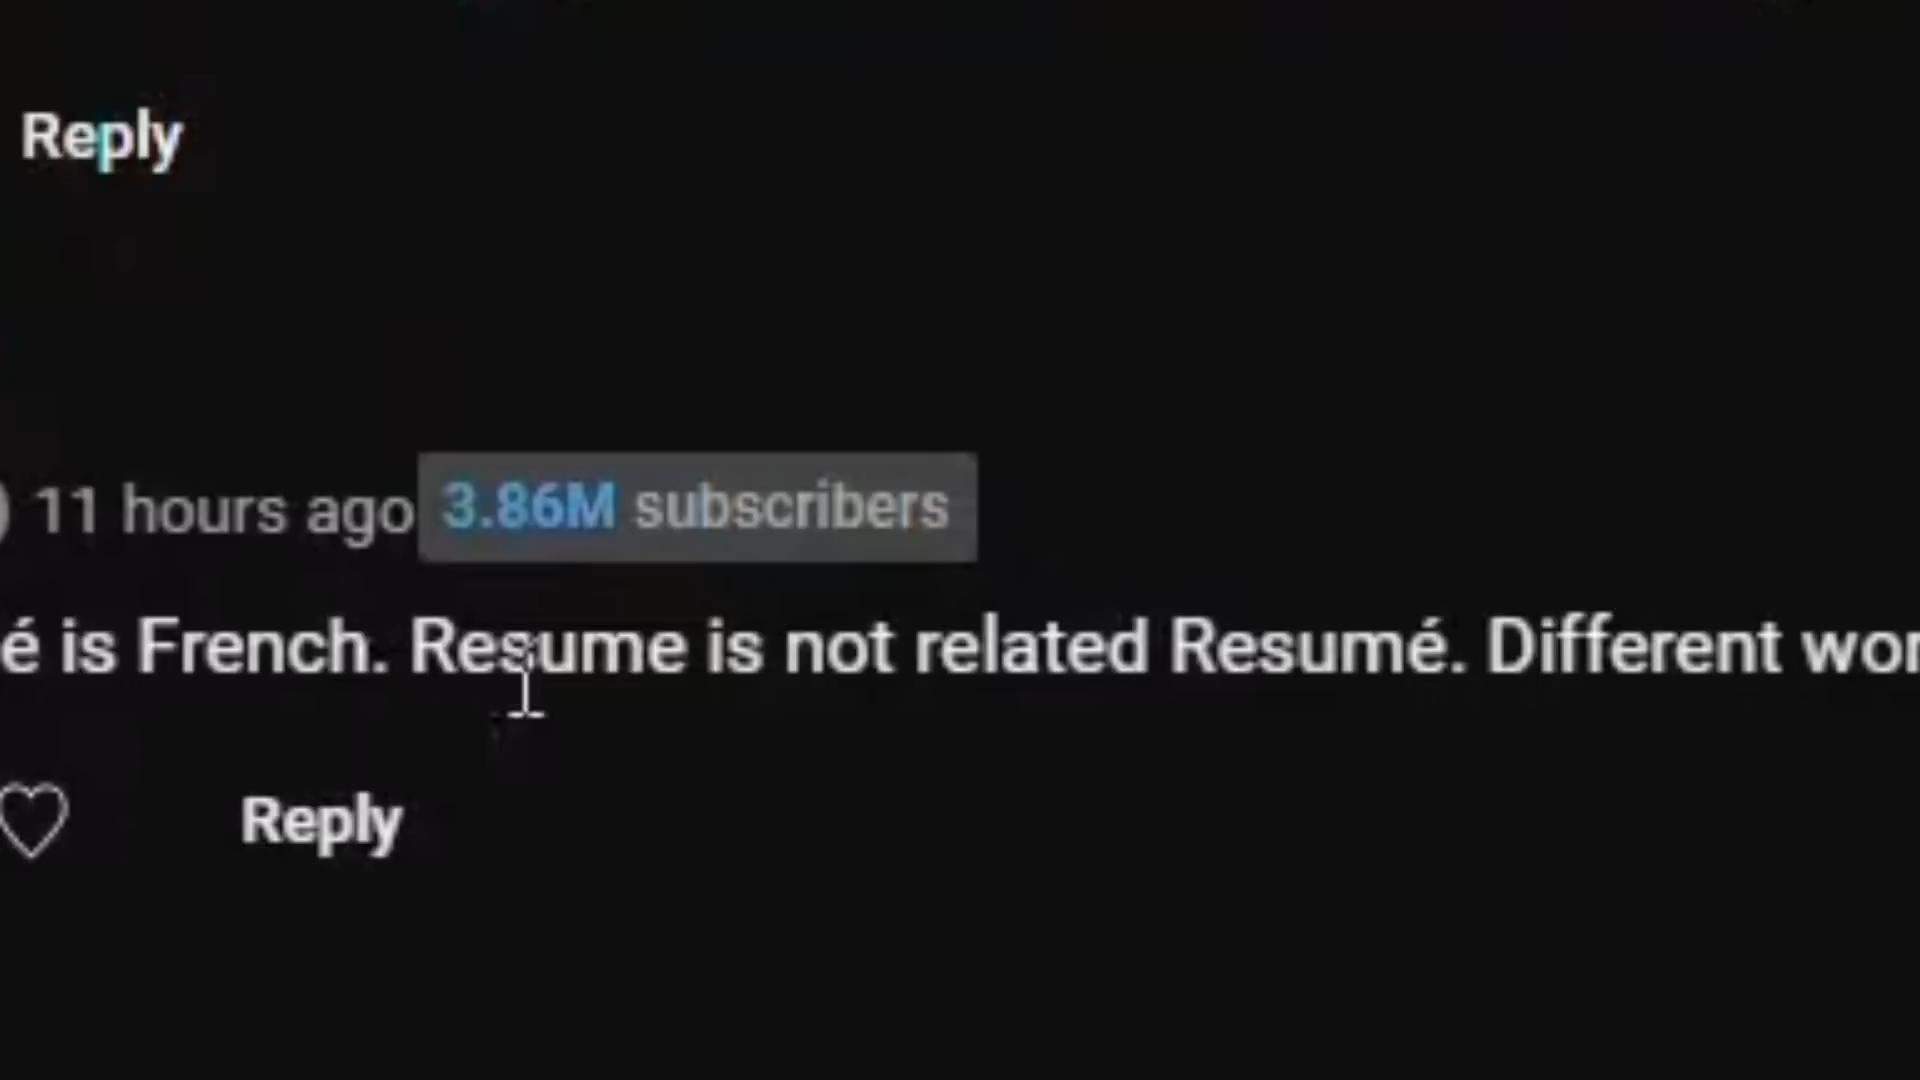 Reply
11 hours ago 3.86M subscribers
é is French. Resume is not related Resumé. Different wor
Reply